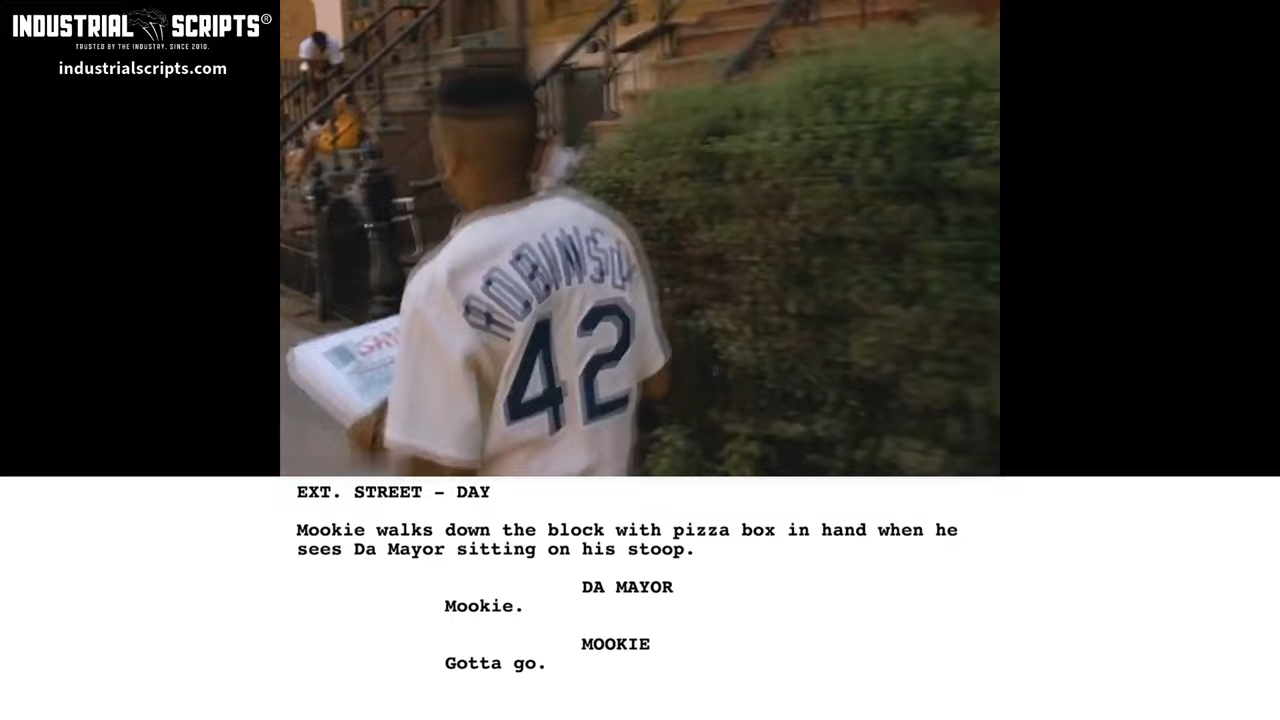 INDUSTRIAL SCRIPTS®
TRUSTED BY THE INDUSTRY. SINCE 2010.
industrialscripts.com
ROBINSO
42
EXT. STREET – DAY
Mookie walks down the block with pizza box in hand when he
sees Da Mayor sitting on his stoop.
DA MAYOR
Mookie.
MOOKIE
Gotta go.